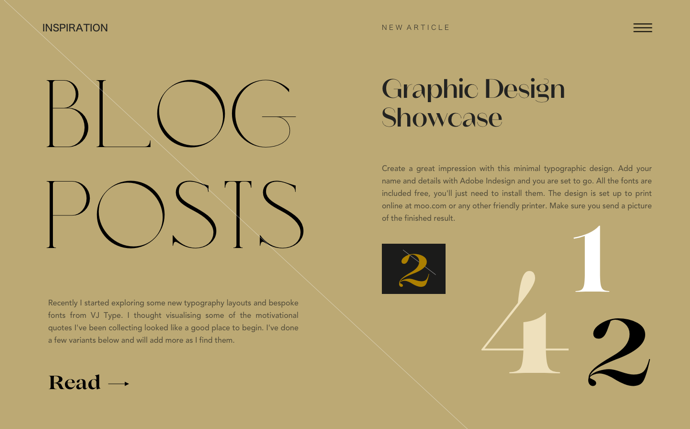 INSPIRATION
BLOG
POSTS
Recently I started exploring some new typography layouts and bespoke
fonts from VJ Type. I thought visualising some of the motivational
quotes I've been collecting looked like a good place to begin. I've done
a few variants below and will add more as I find them.
Read
NEW ARTICLE
Graphic Design
Showcase
Create a great impression with this minimal typographic design. Add your
name and details with Adobe Indesign and you are set to go. All the fonts are
included free, you'll just need to install them. The design is set up to print
online at moo.com or any other friendly printer. Make sure you send a picture
of the finished result.
2
1
4
2